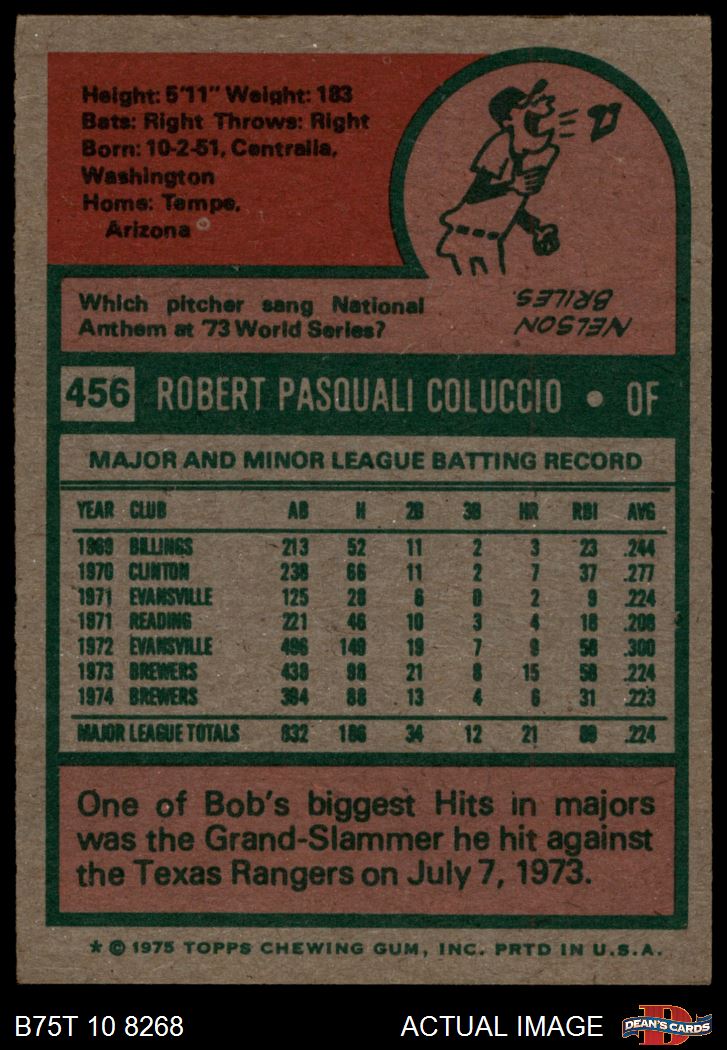 Height: 5'11" Weight: 183
Bats: Right Throws: Right
Born: 10-2-51, Centralia,
Washington
Home: Tempe,
Arizona
Which pitcher sang National
Anthem at '73 World Series?
NELSON
BRILES.
456 ROBERT PASQUALI COLUCCIO • OF
MAJOR AND MINOR LEAGUE BATTING RECORD
YEAR CLUB AB H 2B 3B HR RBI AVG
1969 BILLINGS 213 52 11 2 3 23 .244
1970 CLINTON 238 66 11 2 7 37 .277
1971 EVANSVILLE 125 28 6 0 2 9 .224
1971 READING 221 46 10 3 4 18 .208
1972 EVANSVILLE 496 149 19 7 9 58 .300
1973 BREWERS 438 98 21 8 15 58 .224
1974 BREWERS 394 88 13 4 6 31 .223
MAJOR LEAGUE TOTALS 832 186 34 12 21 89 .224
One of Bob's biggest Hits in majors
was the Grand-Slammer he hit against
the Texas Rangers on July 7, 1973.
* © 1975 TOPPS CHEWING GUM, INC. PRTD IN U.S.A.
B75T 10 8268 ACTUAL IMAGE D DEAN'S CARDS